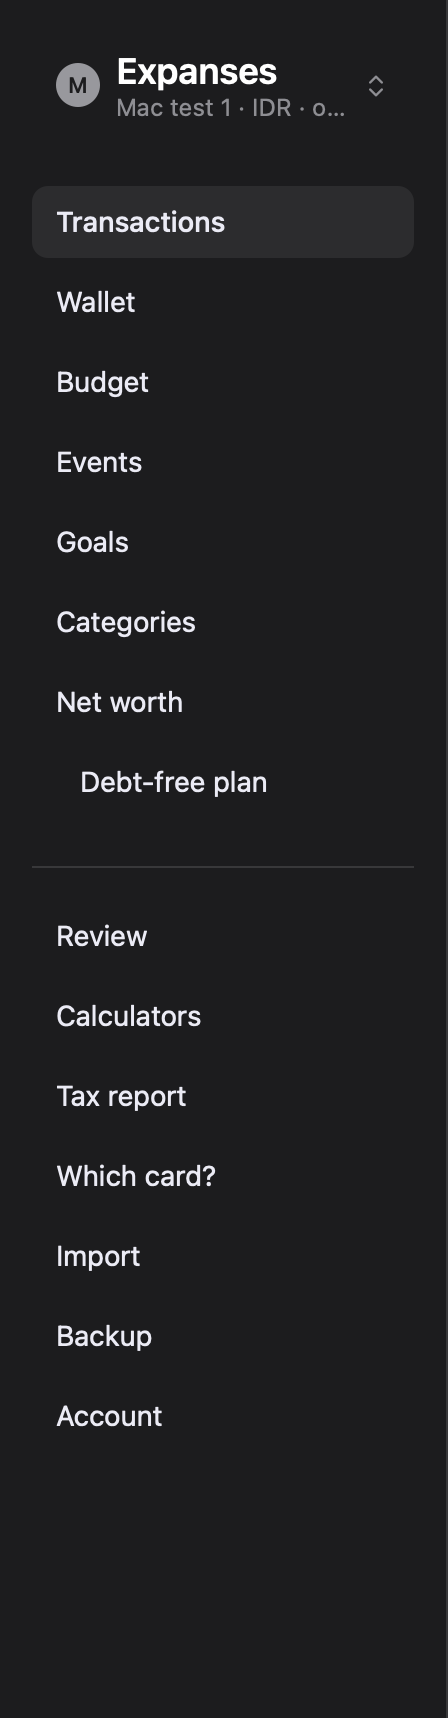 M
Expanses
Mac test 1 · IDR · o...
Transactions
Wallet
Budget
Events
Goals
Categories
Net worth
Debt-free plan
Review
Calculators
Tax report
Which card?
Import
Backup
Account